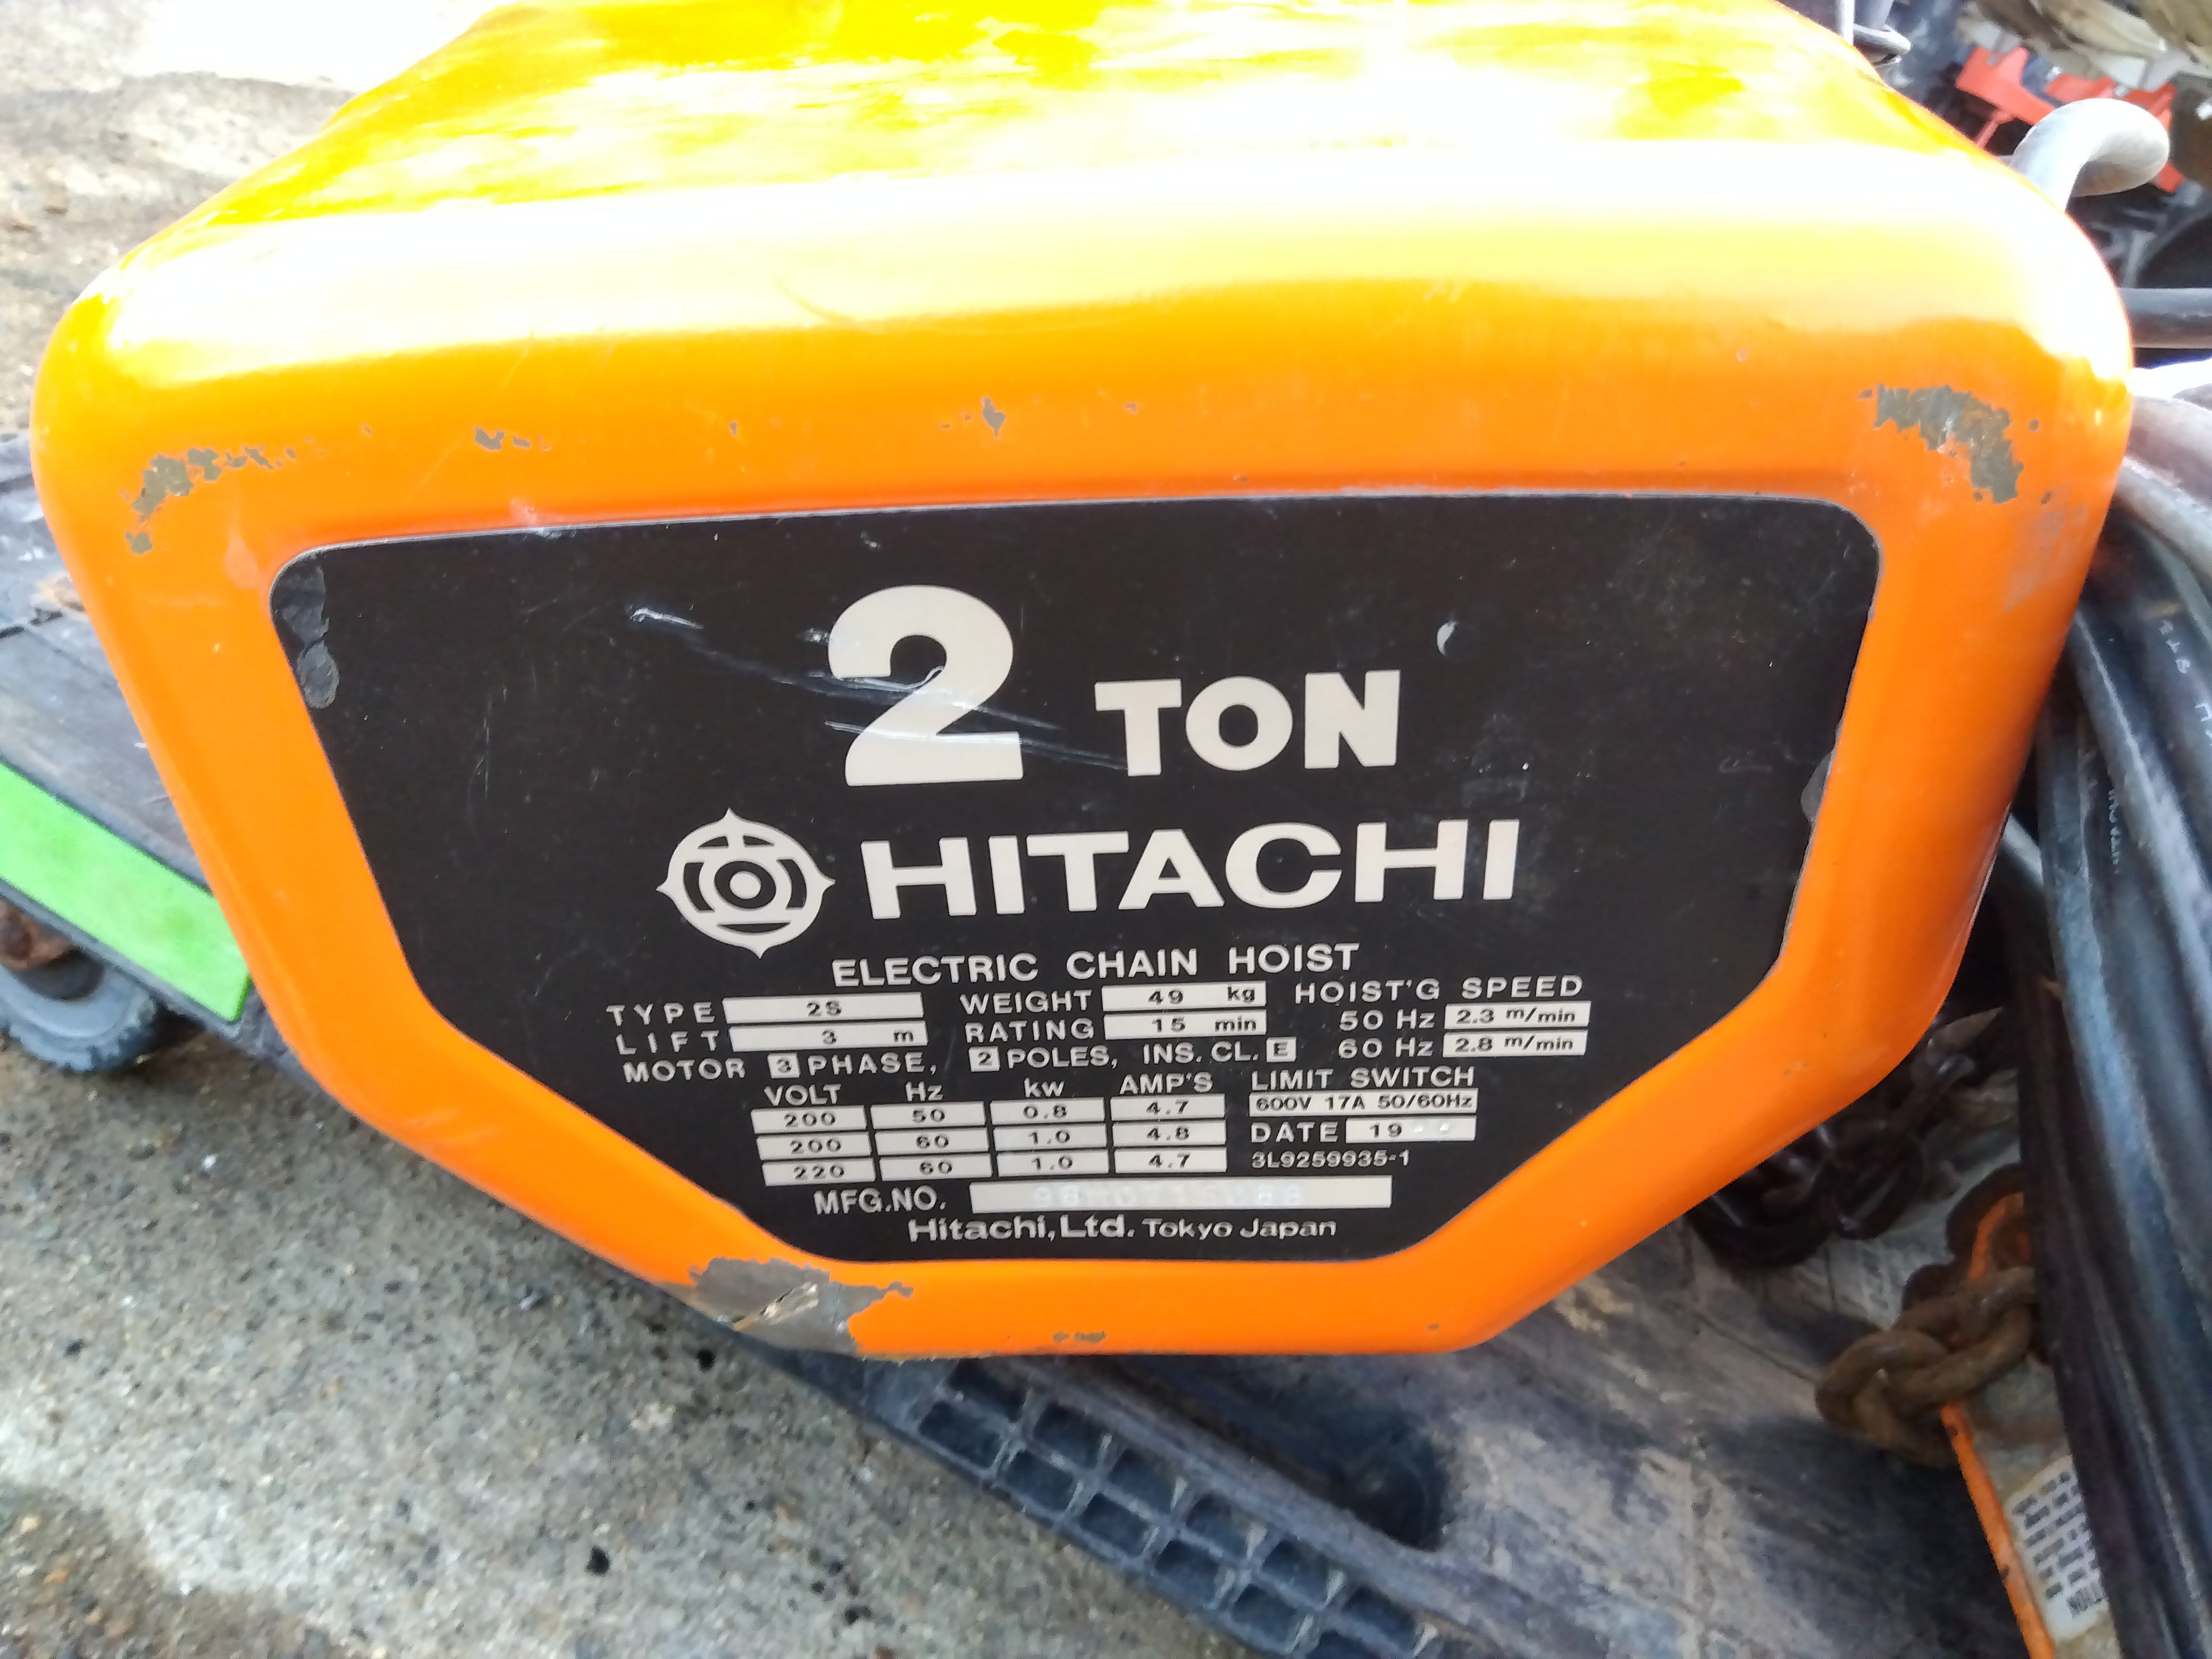 2 TON
HITACHI
ELECTRIC CHAIN HOIST
TYPE 2S WEIGHT 49 kg HOIST'G SPEED
LIFT 3 m RATING 15 min 50 Hz 2.3 m/min
MOTOR 3 PHASE, 2 POLES, INS. CL. E 60 Hz 2.8 m/min
VOLT Hz kw AMP'S LIMIT SWITCH
200 50 0.8 4.7 600V 17A 50/60Hz
200 60 1.0 4.8 DATE 19
220 60 1.0 4.7 3L9259935-1
MFG.NO.
Hitachi, Ltd. Tokyo Japan